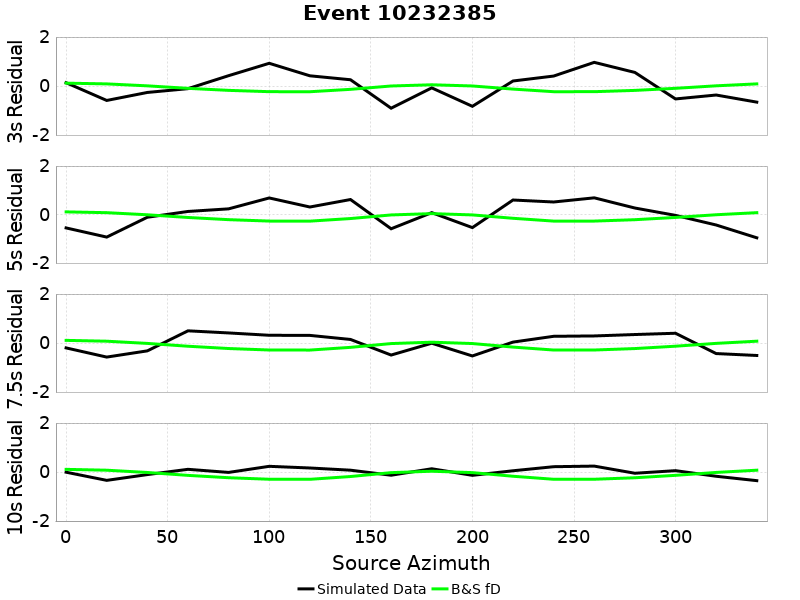 Event 10232385
3s Residual
2
0
-2
5s Residual
2
0
-2
7.5s Residual
2
0
-2
10s Residual
2
0
-2
0 50 100 150 200 250 300
Source Azimuth
Simulated Data B&S fD